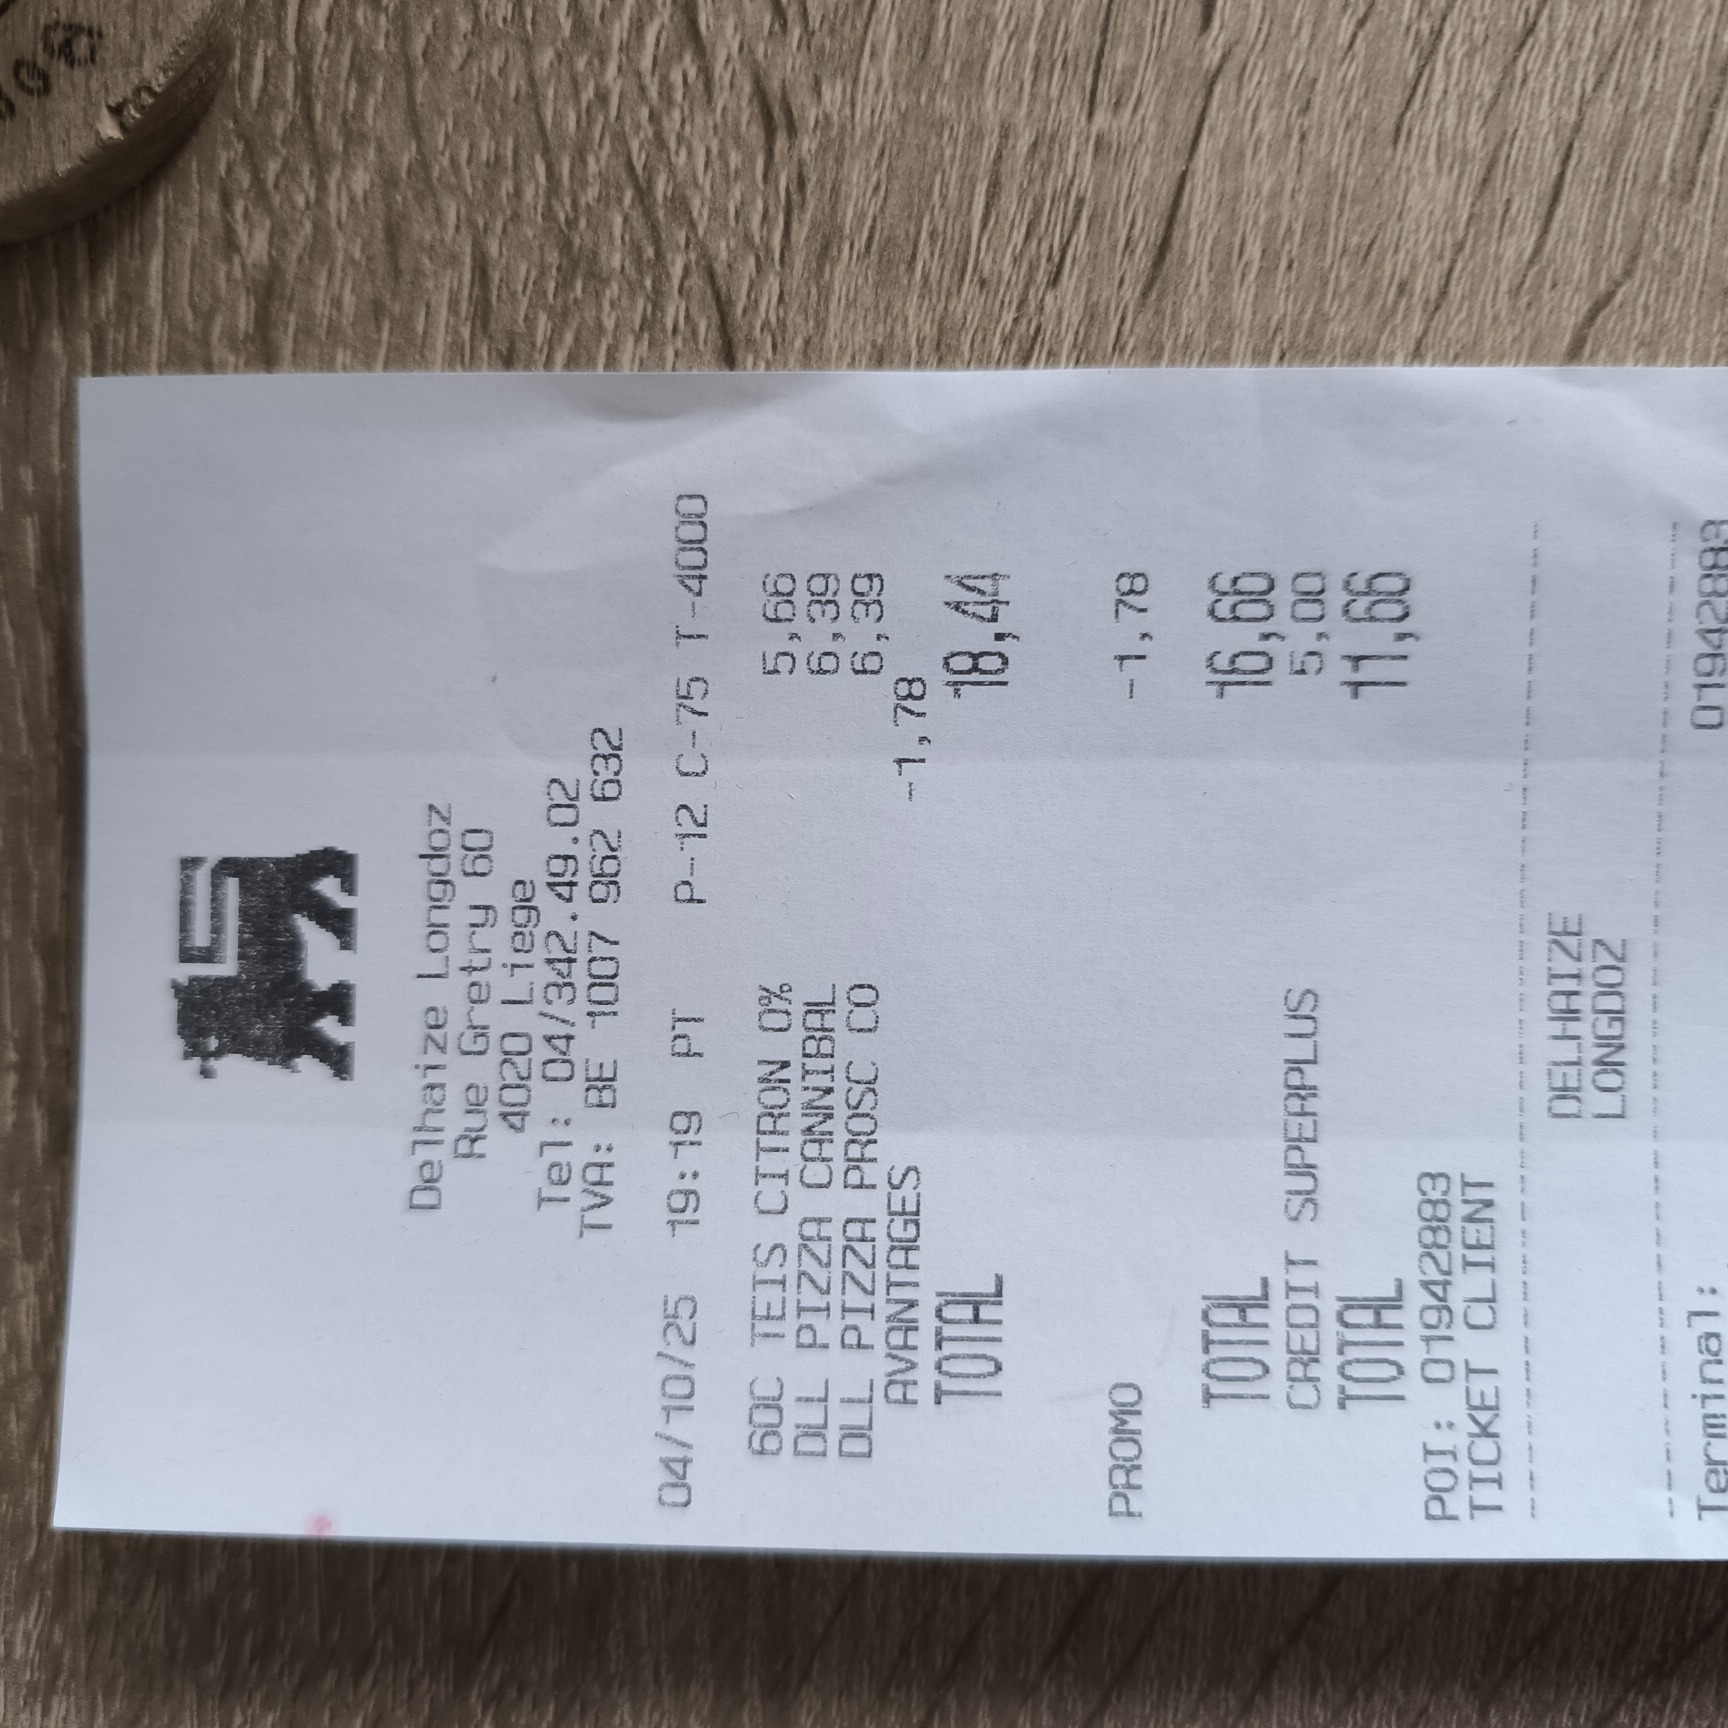 Delhaize Longdoz
Rue Gretry 60
4020 Liege
Tel: 04/342.49.02
TVA: BE 1007 962 632
04/10/25 19:19 PT P-12 C-75 T-4000
60C TEIS CITRON 0% 5,66
DLL PIZZA CANNIBAL 6,39
DLL PIZZA PROSC CO 6,39
AVANTAGES -1,78
TOTAL 18,44
PROMO -1,78
TOTAL 16,66
CREDIT SUPERPLUS 5,00
TOTAL 11,66
POI: 01942883
TICKET CLIENT
DELHAIZE
LONGDOZ
Terminal: 01942883